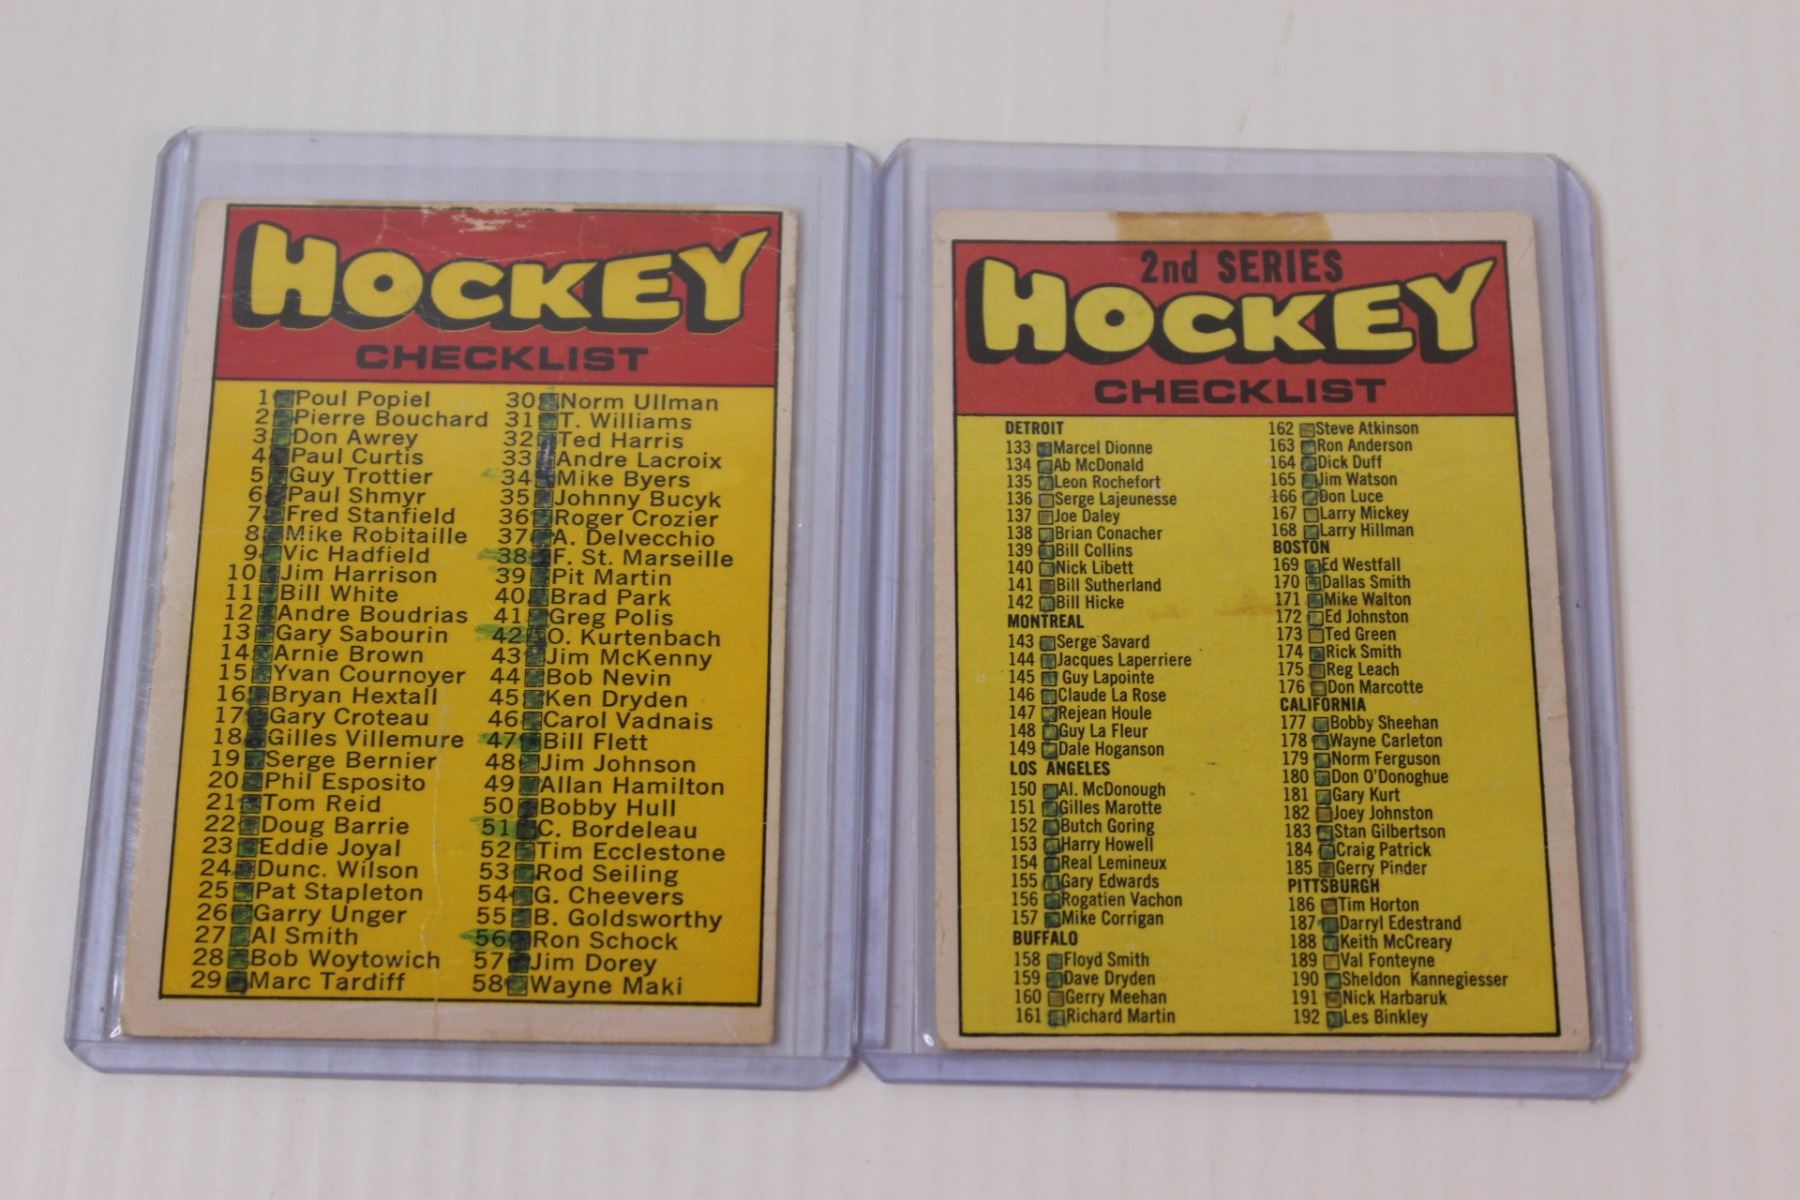 HOCKEY
CHECKLIST
1 Poul Popiel
2 Pierre Bouchard
3 Don Awrey
4 Paul Curtis
5 Guy Trottier
6 Paul Shmyr
7 Fred Stanfield
8 Mike Robitaille
9 Vic Hadfield
10 Jim Harrison
11 Bill White
12 Andre Boudrias
13 Gary Sabourin
14 Arnie Brown
15 Yvan Cournoyer
16 Bryan Hextall
17 Gary Croteau
18 Gilles Villemure
19 Serge Bernier
20 Phil Esposito
21 Tom Reid
22 Doug Barrie
23 Eddie Joyal
24 Dunc. Wilson
25 Pat Stapleton
26 Garry Unger
27 Al Smith
28 Bob Woytowich
29 Marc Tardiff
30 Norm Ullman
31 T. Williams
32 Ted Harris
33 Andre Lacroix
34 Mike Byers
35 Johnny Bucyk
36 Roger Crozier
37 A. Delvecchio
38 F. St. Marseille
39 Pit Martin
40 Brad Park
41 Greg Polis
42 O. Kurtenbach
43 Jim McKenny
44 Bob Nevin
45 Ken Dryden
46 Carol Vadnais
47 Bill Flett
48 Jim Johnson
49 Allan Hamilton
50 Bobby Hull
51 C. Bordeleau
52 Tim Ecclestone
53 Rod Seiling
54 G. Cheevers
55 B. Goldsworthy
56 Ron Schock
57 Jim Dorey
58 Wayne Maki
2nd SERIES
HOCKEY
CHECKLIST
DETROIT
133 Marcel Dionne
134 Ab McDonald
135 Leon Rochefort
136 Serge Lajeunesse
137 Joe Daley
138 Brian Conacher
139 Bill Collins
140 Nick Libett
141 Bill Sutherland
142 Bill Hicke
MONTREAL
143 Serge Savard
144 Jacques Laperriere
145 Guy Lapointe
146 Claude La Rose
147 Rejean Houle
148 Guy La Fleur
149 Dale Hoganson
LOS ANGELES
150 Al. McDonough
151 Gilles Marotte
152 Butch Goring
153 Harry Howell
154 Real Lemineux
155 Gary Edwards
156 Rogatien Vachon
157 Mike Corrigan
BUFFALO
158 Floyd Smith
159 Dave Dryden
160 Gerry Meehan
161 Richard Martin
162 Steve Atkinson
163 Ron Anderson
164 Dick Duff
165 Jim Watson
166 Don Luce
167 Larry Mickey
168 Larry Hillman
BOSTON
169 Ed Westfall
170 Dallas Smith
171 Mike Walton
172 Ed Johnston
173 Ted Green
174 Rick Smith
175 Reg Leach
176 Don Marcotte
CALIFORNIA
177 Bobby Sheehan
178 Wayne Carleton
179 Norm Ferguson
180 Don O'Donoghue
181 Gary Kurt
182 Joey Johnston
183 Stan Gilbertson
184 Craig Patrick
185 Gerry Pinder
PITTSBURGH
186 Tim Horton
187 Darryl Edestrand
188 Keith McCreary
189 Val Fonteyne
190 Sheldon Kannegiesser
191 Nick Harbaruk
192 Les Binkley